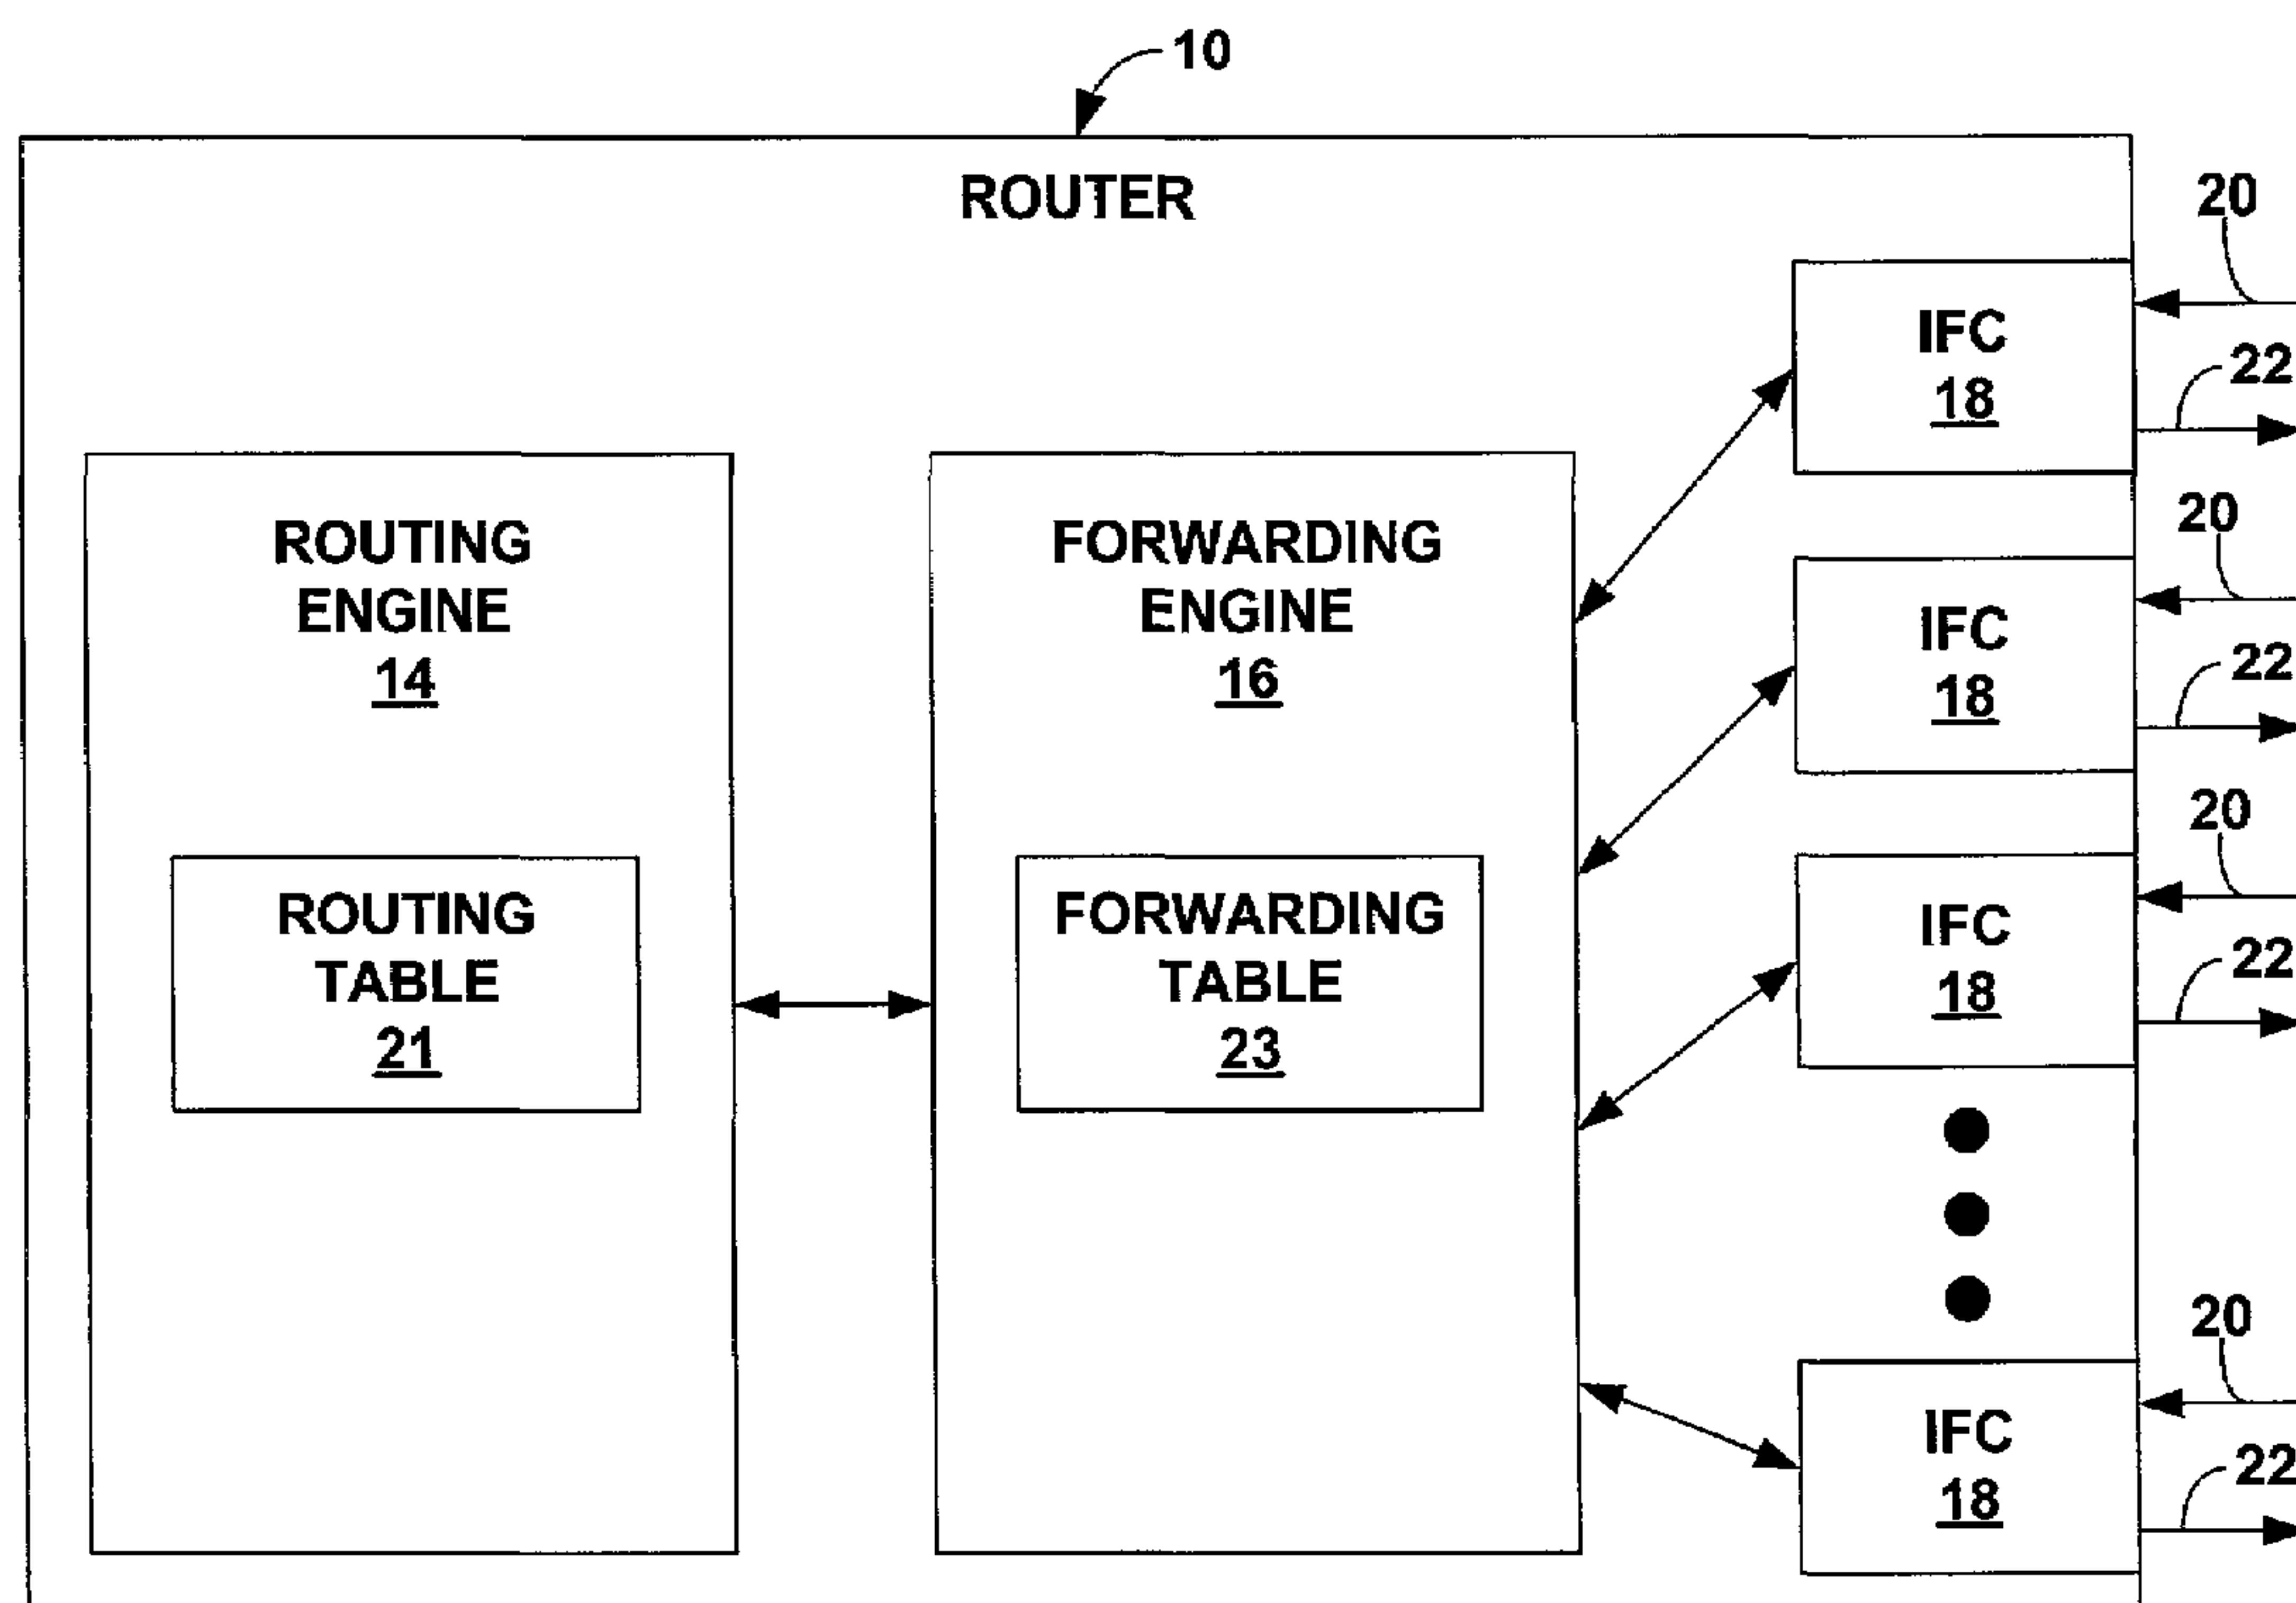 10
ROUTER
ROUTING
ENGINE
14
ROUTING
TABLE
21
FORWARDING
ENGINE
16
FORWARDING
TABLE
23
IFC
18
20
22
IFC
18
20
22
IFC
18
20
22
IFC
18
20
22